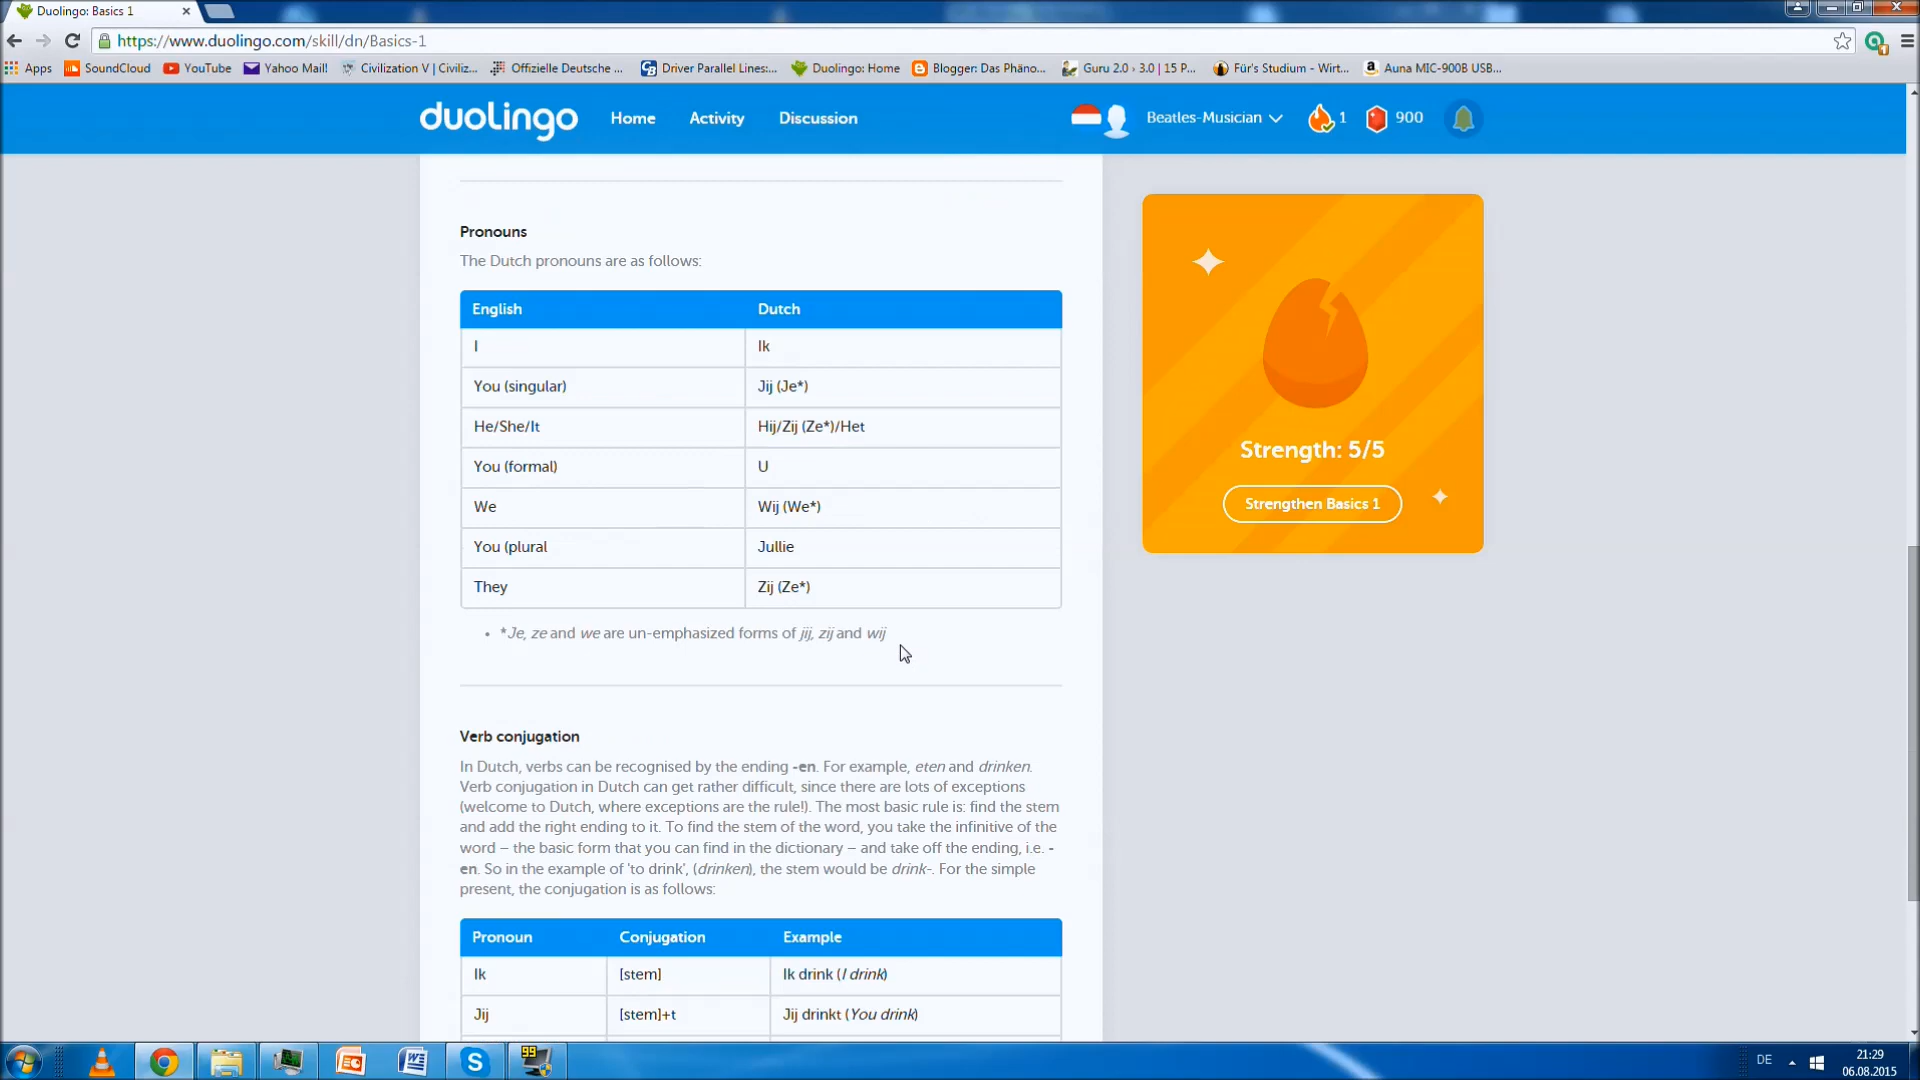 Duolingo: Basics 1
https://www.duolingo.com/skill/dn/Basics-1
Apps SoundCloud YouTube Yahoo Mail! Civilization V | Civiliz... Offizielle Deutsche ... Driver Parallel Lines:... Duolingo: Home Blogger: Das Phäno... Guru 2.0 › 3.0 | 15 P... Für's Studium - Wirt... Auna MIC-900B USB...
duolingo Home Activity Discussion Beatles-Musician 1 900
Pronouns
The Dutch pronouns are as follows:
English Dutch
I Ik
You (singular) Jij (Je*)
He/She/It Hij/Zij (Ze*)/Het
You (formal) U
We Wij (We*)
You (plural Jullie
They Zij (Ze*)
• *Je, ze and we are un-emphasized forms of jij, zij and wij
Strength: 5/5
Strengthen Basics 1
Verb conjugation
In Dutch, verbs can be recognised by the ending -en. For example, eten and drinken.
Verb conjugation in Dutch can get rather difficult, since there are lots of exceptions
(welcome to Dutch, where exceptions are the rule!). The most basic rule is: find the stem
and add the right ending to it. To find the stem of the word, you take the infinitive of the
word – the basic form that you can find in the dictionary – and take off the ending, i.e. -
en. So in the example of 'to drink', (drinken), the stem would be drink-. For the simple
present, the conjugation is as follows:
Pronoun Conjugation Example
Ik [stem] Ik drink (I drink)
Jij [stem]+t Jij drinkt (You drink)
99
DE
21:29
06.08.2015